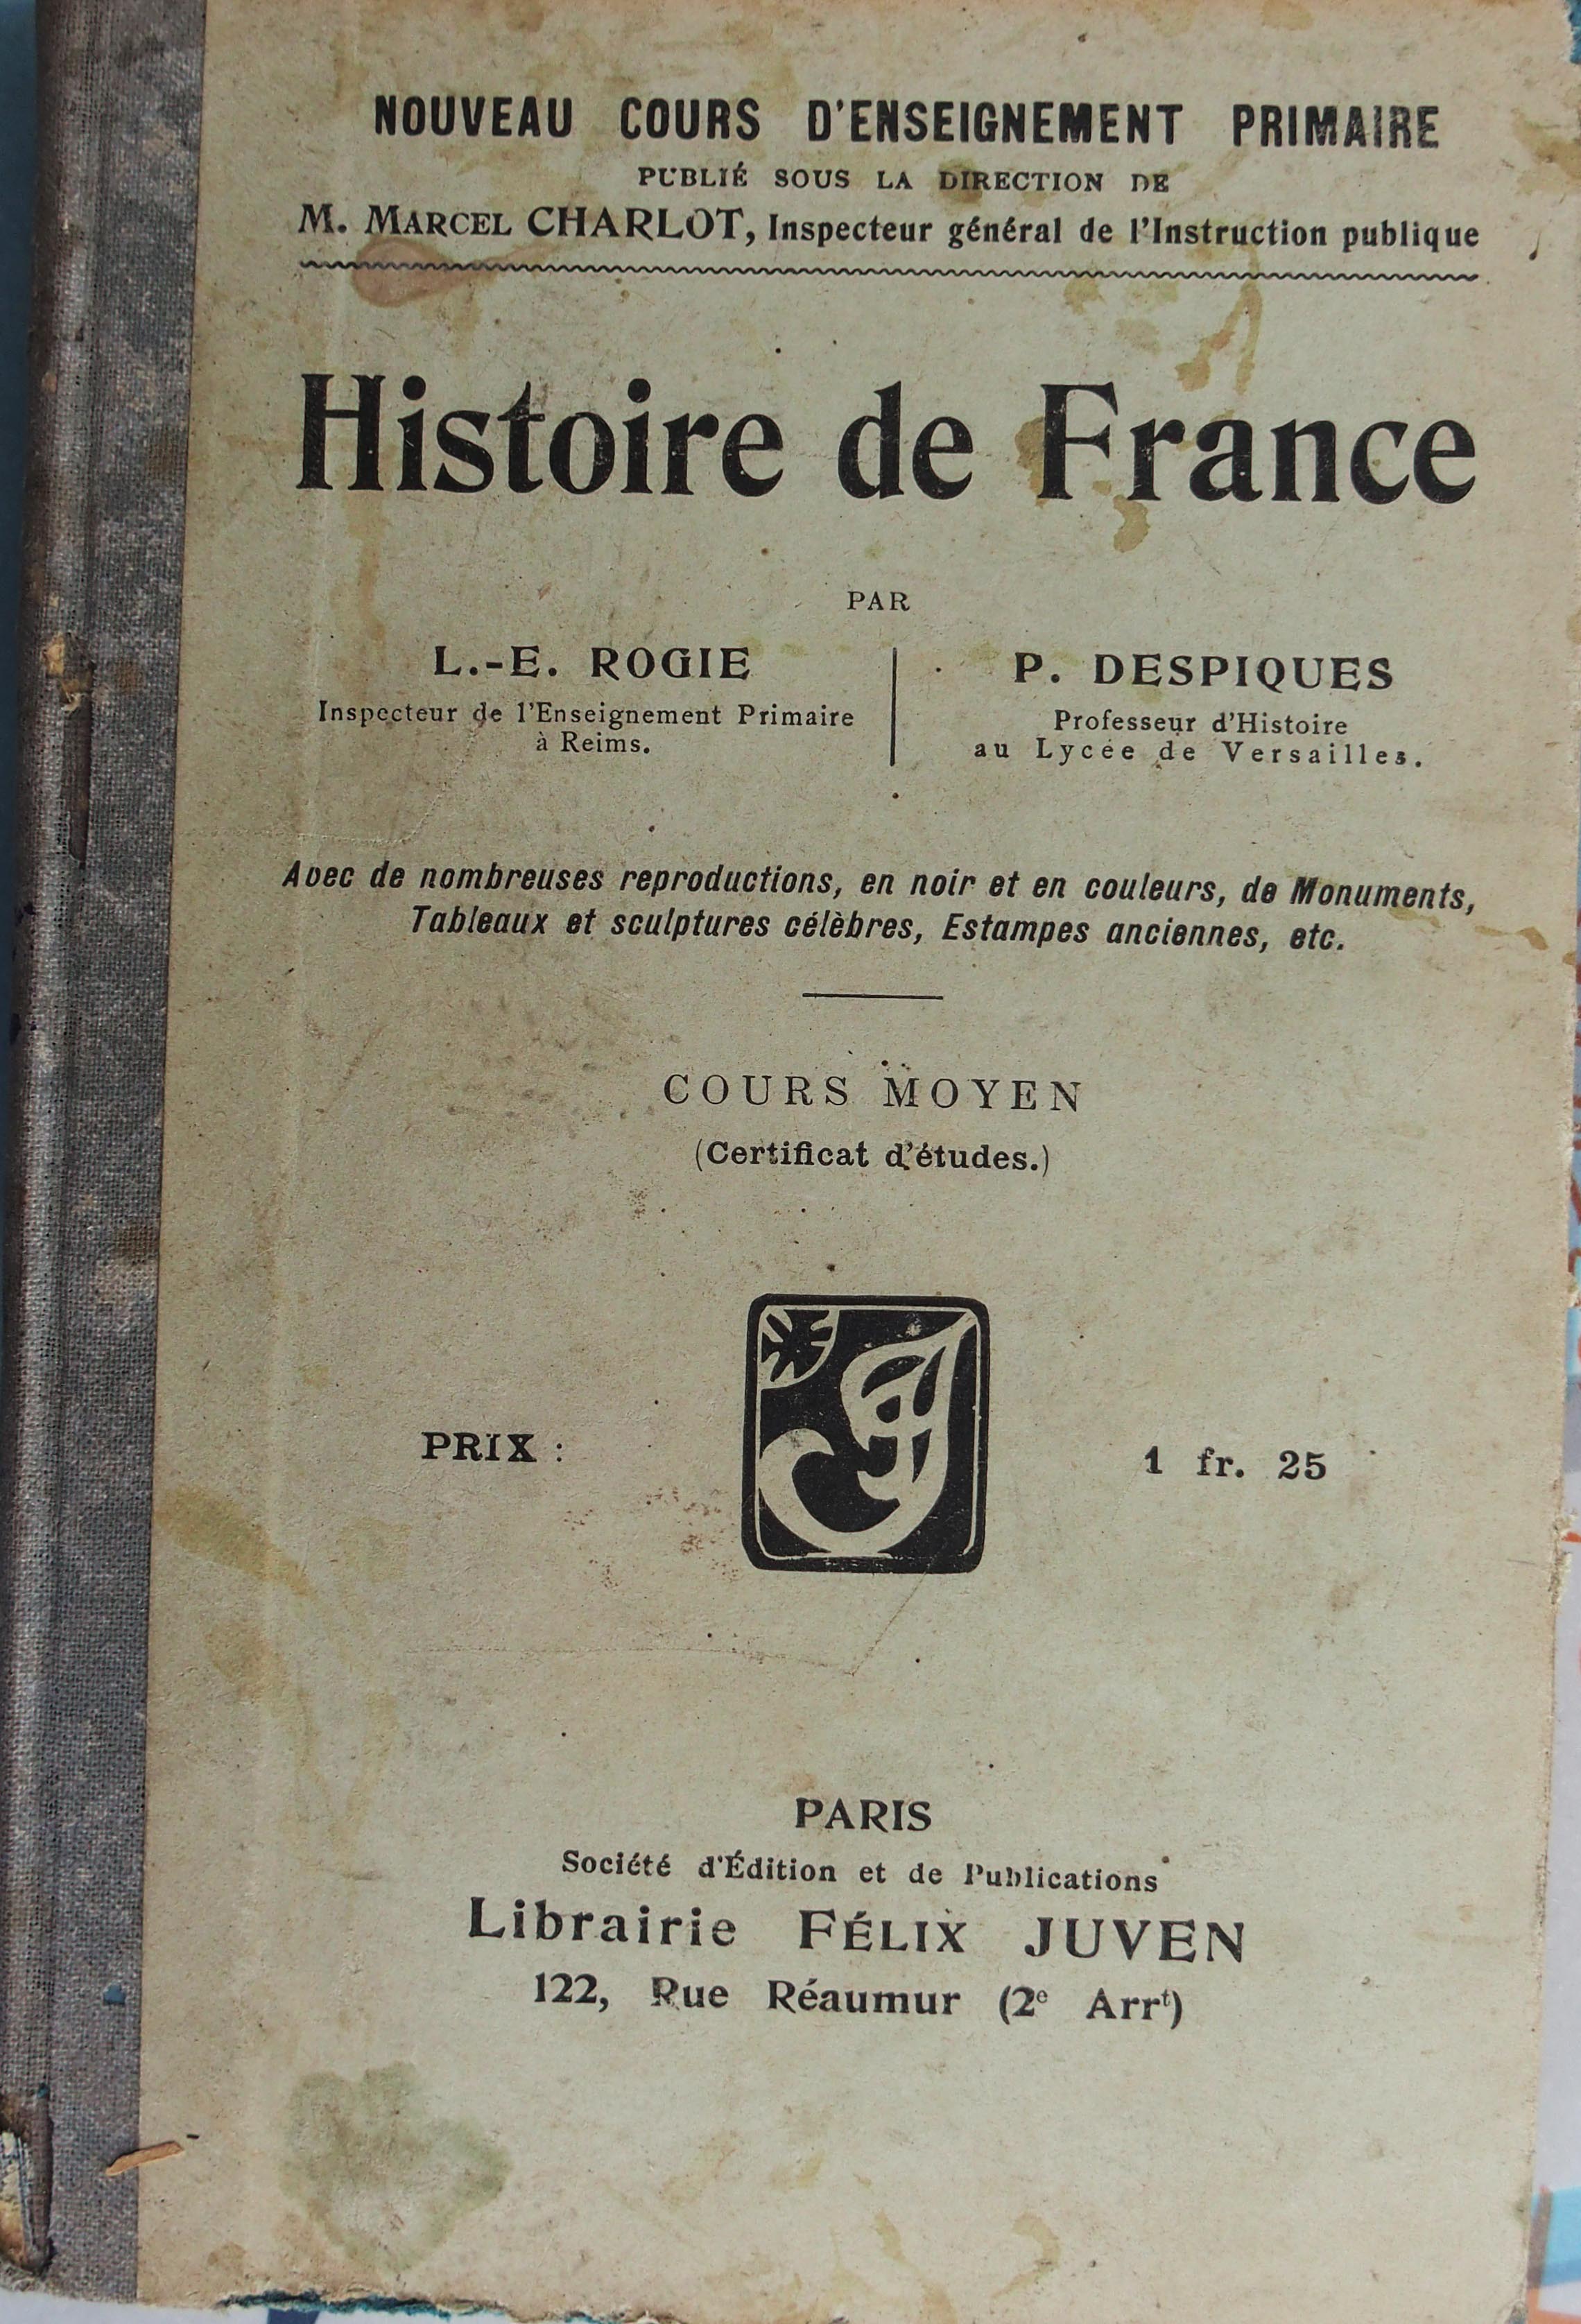 NOUVEAU COURS D'ENSEIGNEMENT PRIMAIRE
PUBLIÉ SOUS LA DIRECTION DE
M. MARCEL CHARLOT, Inspecteur général de l'Instruction publique
Histoire de France
PAR
L.-E. ROGIE
Inspecteur de l'Enseignement Primaire
à Reims.
P. DESPIQUES
Professeur d'Histoire
au Lycée de Versailles.
Avec de nombreuses reproductions, en noir et en couleurs, de Monuments,
Tableaux et sculptures célèbres, Estampes anciennes, etc.
COURS MOYEN
(Certificat d'études.)
PRIX : 1 fr. 25
PARIS
Société d'Édition et de Publications
Librairie FÉLIX JUVEN
122, Rue Réaumur (2e Arrt)